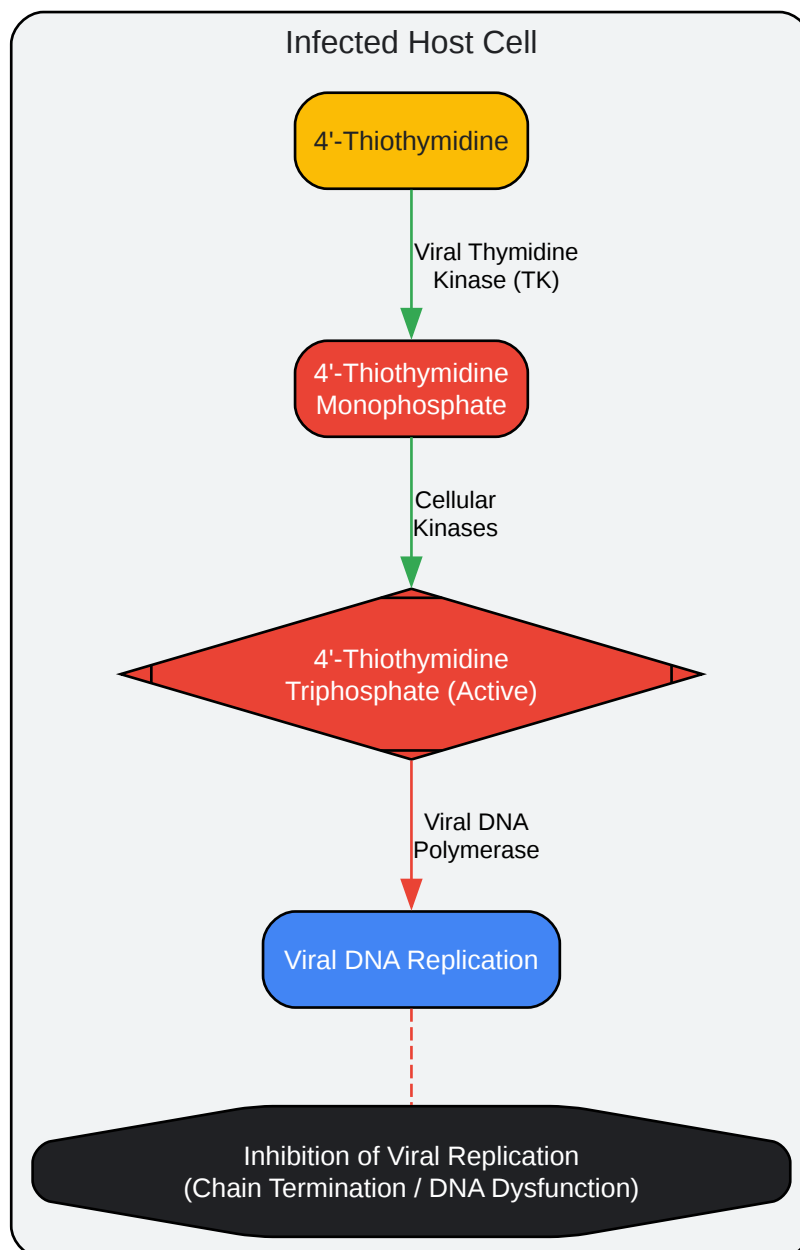 Infected Host Cell
4'-Thiothymidine
Viral Thymidine
Kinase (TK)
4'-Thiothymidine
Monophosphate
Cellular
Kinases
4'-Thiothymidine
Triphosphate (Active)
Viral DNA
Polymerase
Viral DNA Replication
Inhibition of Viral Replication
(Chain Termination / DNA Dysfunction)